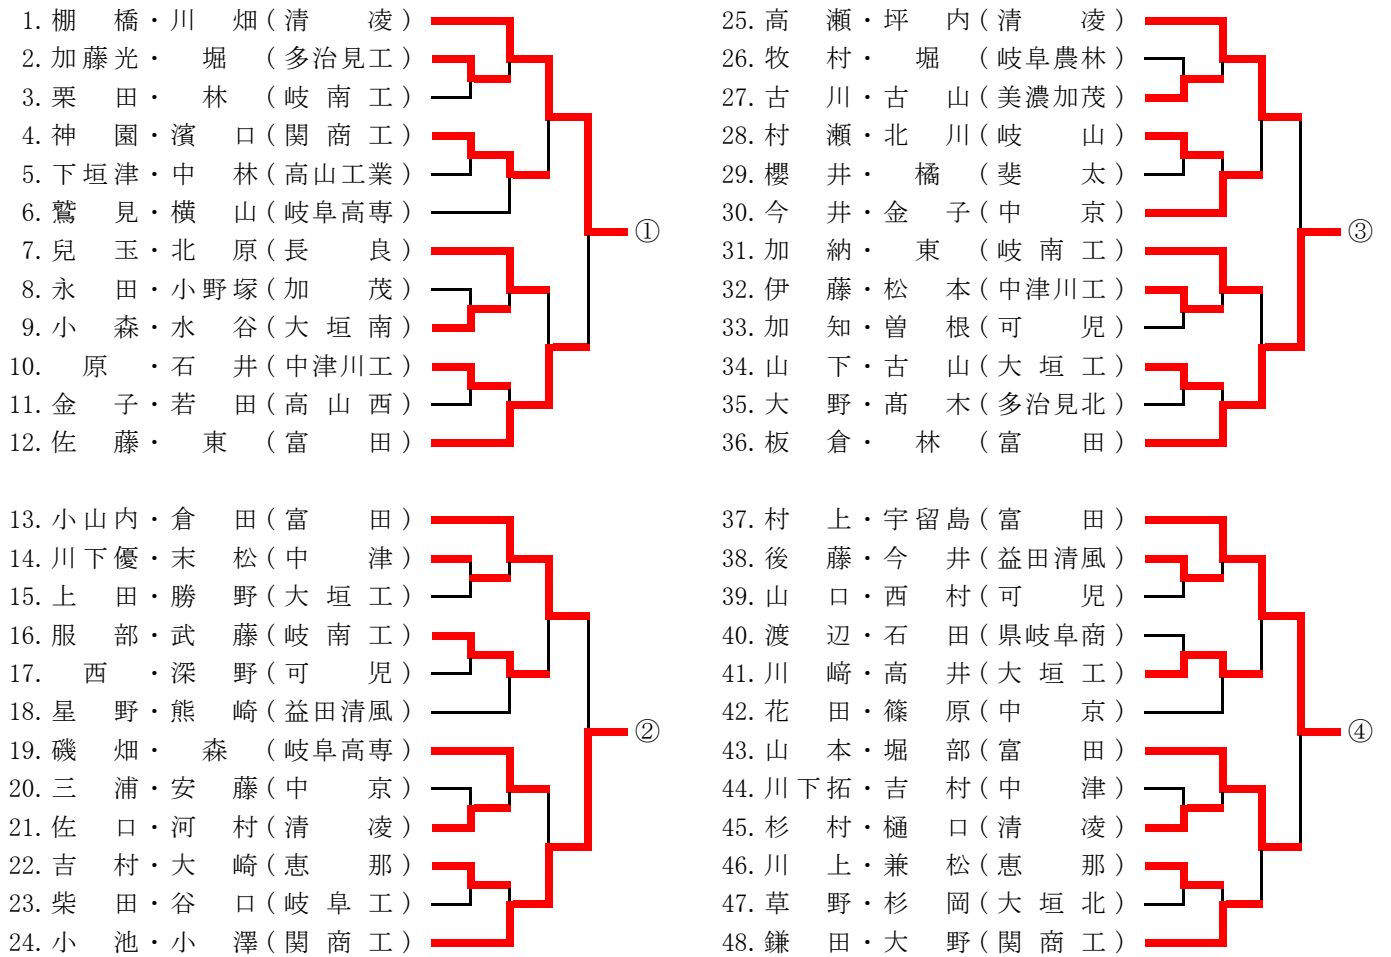 1. 棚橋・川畑(清凌)
2. 加藤光・堀(多治見工)
3. 栗田・林(岐南工)
4. 神園・濱口(関商工)
5. 下垣津・中林(高山工業)
6. 鷲見・横山(岐阜高専)
①
7. 兒玉・北原(長良)
8. 永田・小野塚(加茂)
9. 小森・水谷(大垣南)
10. 原・石井(中津川工)
11. 金子・若田(高山西)
12. 佐藤・東(富田)
13. 小山内・倉田(富田)
14. 川下優・末松(中津)
15. 上田・勝野(大垣工)
16. 服部・武藤(岐南工)
17. 西・深野(可児)
18. 星野・熊崎(益田清風)
②
19. 磯畑・森(岐阜高専)
20. 三浦・安藤(中京)
21. 佐口・河村(清凌)
22. 吉村・大崎(恵那)
23. 柴田・谷口(岐阜工)
24. 小池・小澤(関商工)
25. 高瀬・坪内(清凌)
26. 牧村・堀(岐阜農林)
27. 古川・古山(美濃加茂)
28. 村瀬・北川(岐山)
29. 櫻井・橘(斐太)
30. 今井・金子(中京)
③
31. 加納・東(岐南工)
32. 伊藤・松本(中津川工)
33. 加知・曽根(可児)
34. 山下・古山(大垣工)
35. 大野・髙木(多治見北)
36. 板倉・林(富田)
37. 村上・宇留島(富田)
38. 後藤・今井(益田清風)
39. 山口・西村(可児)
40. 渡辺・石田(県岐阜商)
41. 川﨑・高井(大垣工)
42. 花田・篠原(中京)
④
43. 山本・堀部(富田)
44. 川下拓・吉村(中津)
45. 杉村・樋口(清凌)
46. 川上・兼松(恵那)
47. 草野・杉岡(大垣北)
48. 鎌田・大野(関商工)